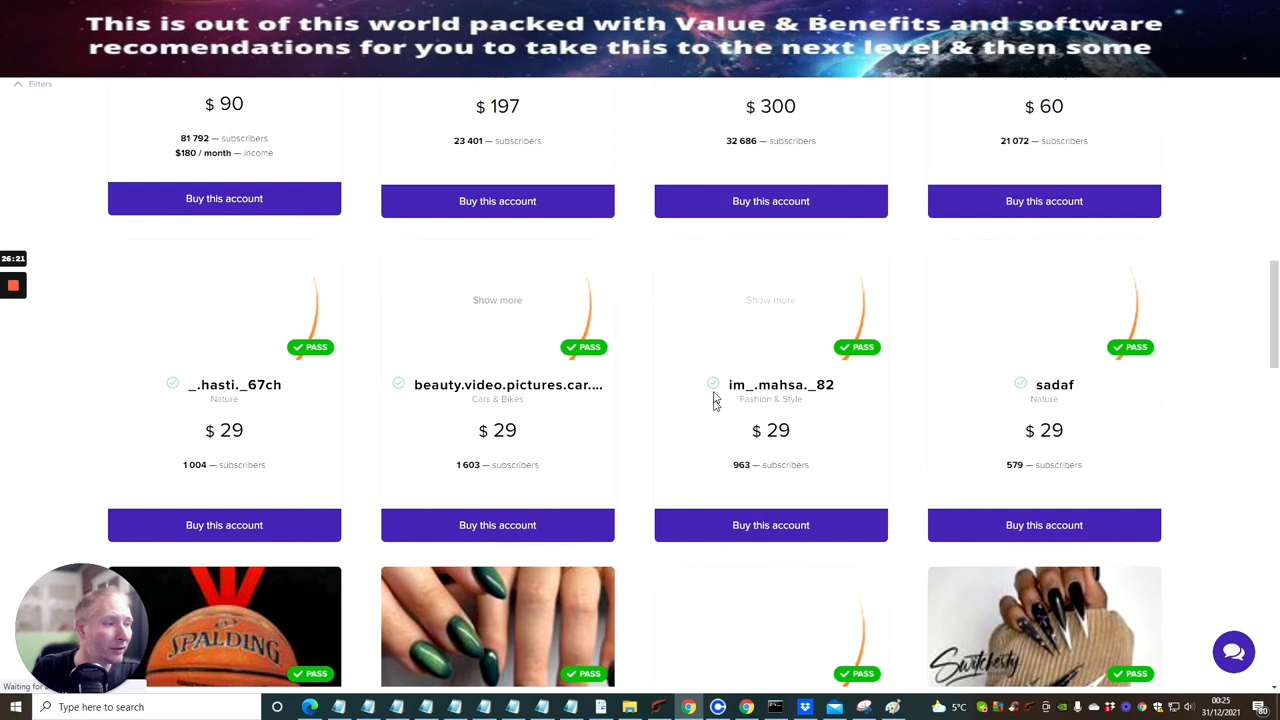 This is out of this world packed with Value & Benefits and software
recomendations for you to take this to the next level & then some
Filters
$ 90
$ 197
$ 300
$ 60
81 792 — subscribers
$180 / month — income
23 401 — subscribers
32 686 — subscribers
21 072 — subscribers
Buy this account
Buy this account
Buy this account
Buy this account
26:21
Show more
Show more
PASS
PASS
PASS
PASS
_.hasti._67ch
beauty.video.pictures.car....
im_.mahsa._82
sadaf
Nature
Cars & Bikes
Fashion & Style
Nature
$ 29
$ 29
$ 29
$ 29
1 004 — subscribers
1 603 — subscribers
963 — subscribers
579 — subscribers
Buy this account
Buy this account
Buy this account
Buy this account
SPALDING
PASS
PASS
PASS
PASS
Waiting for
Type here to search
5°C
00:25
31/12/2021